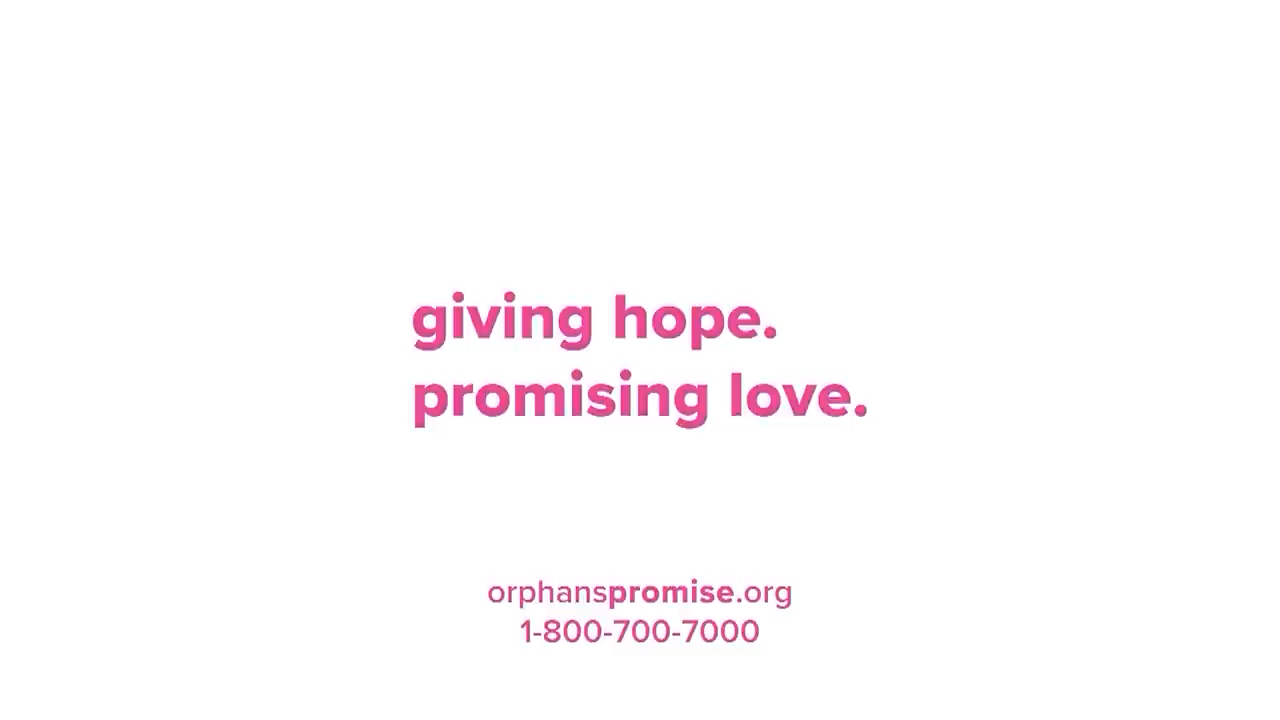 giving hope.
promising love.
orphanspromise.org
1-800-700-7000